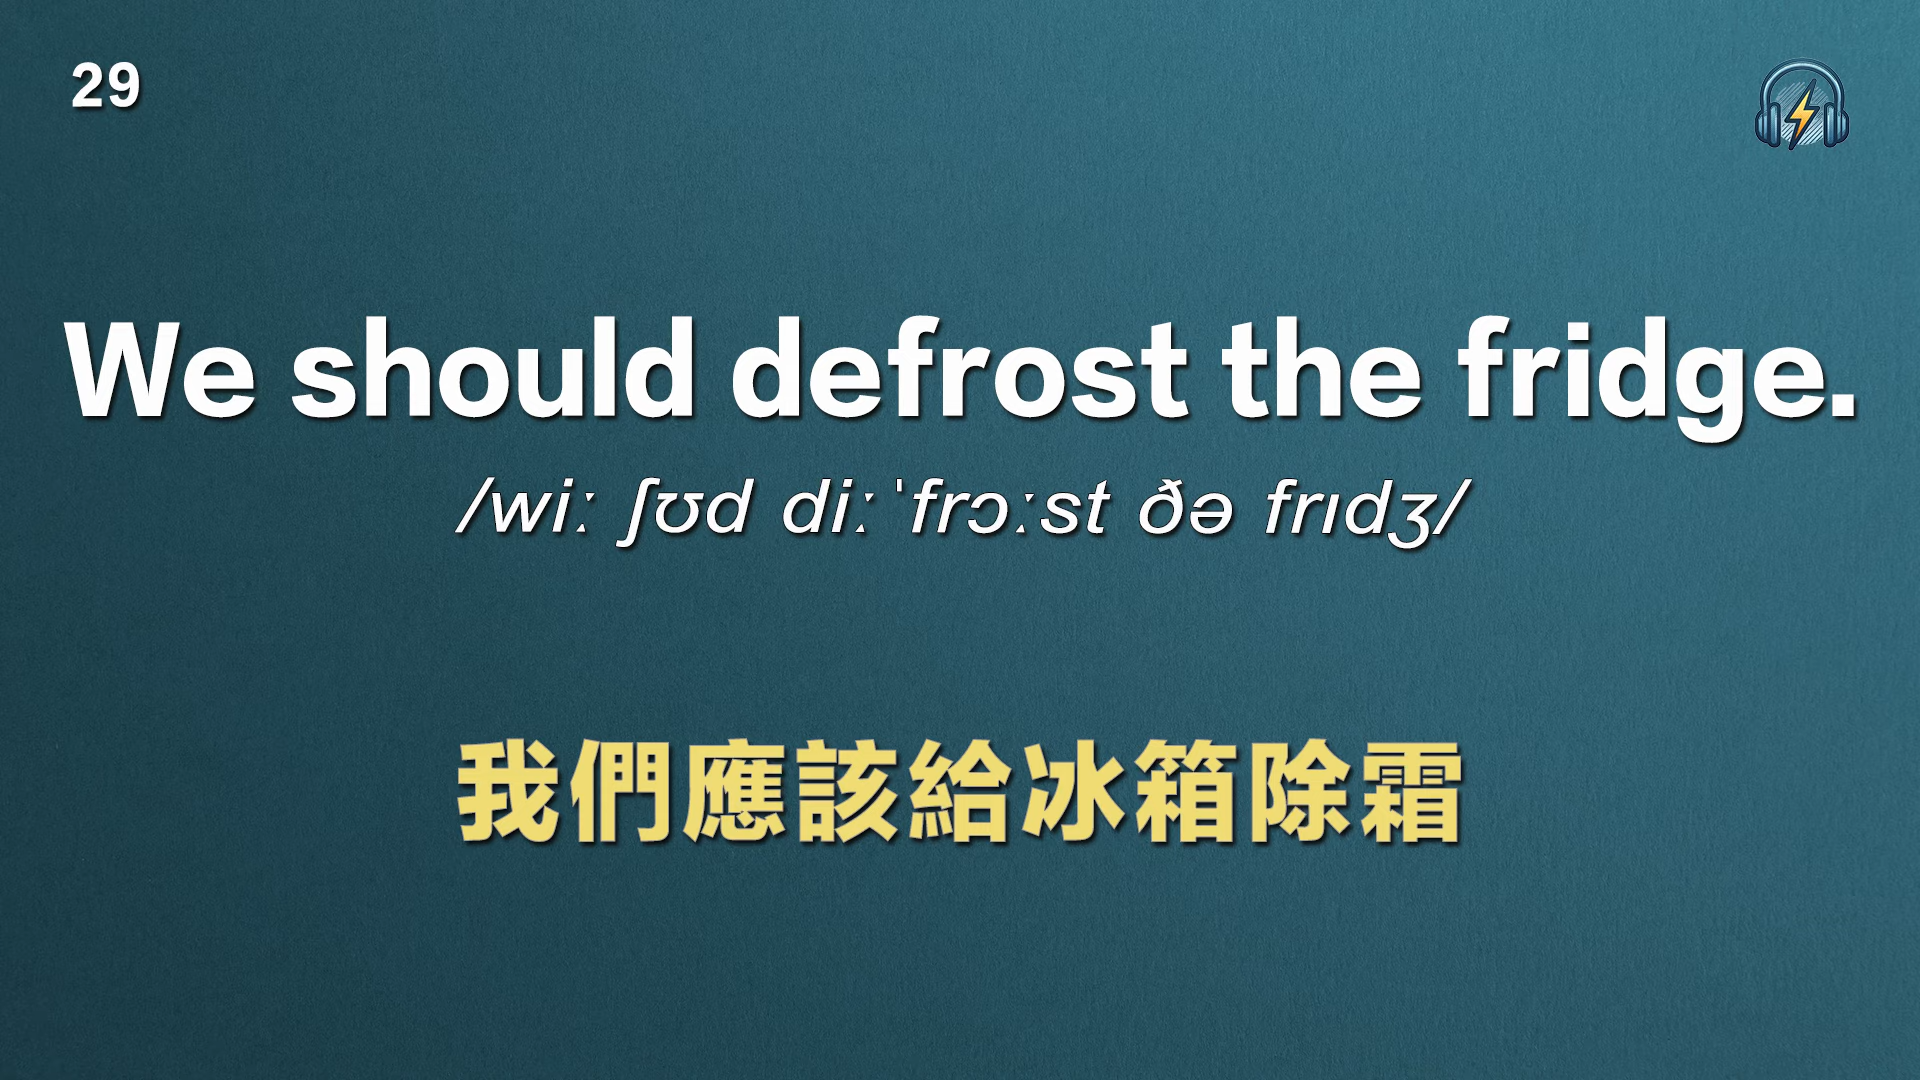 29
We should defrost the fridge.
/wiː ʃʊd diːˈfrɔːst ðə frɪdʒ/
我們應該給冰箱除霜